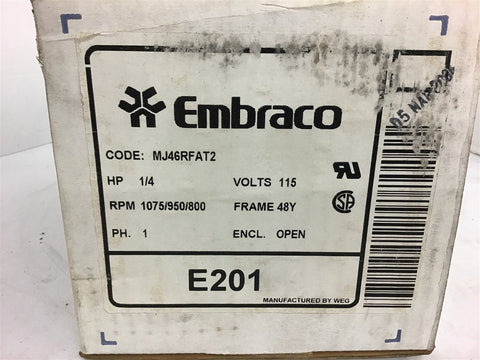 Embraco
CODE: MJ46RFAT2
HP 1/4 VOLTS 115
RPM 1075/950/800 FRAME 48Y
PH. 1 ENCL. OPEN
E201
MANUFACTURED BY WEG